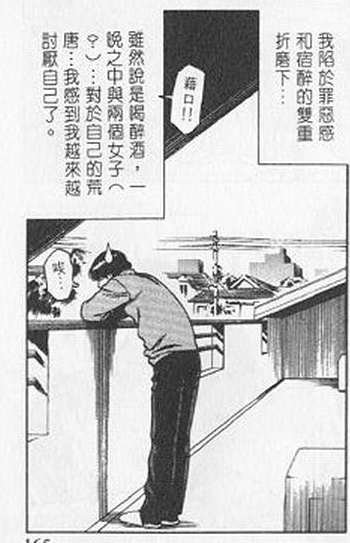 我陷於罪惡感
和宿醉的雙重
折磨下…
藉口!!
雖然說是喝醉酒，一
晚之中與兩個女子（
？）…對於自己的荒
唐…我感到我越來越
討厭自己了。
唉…
165